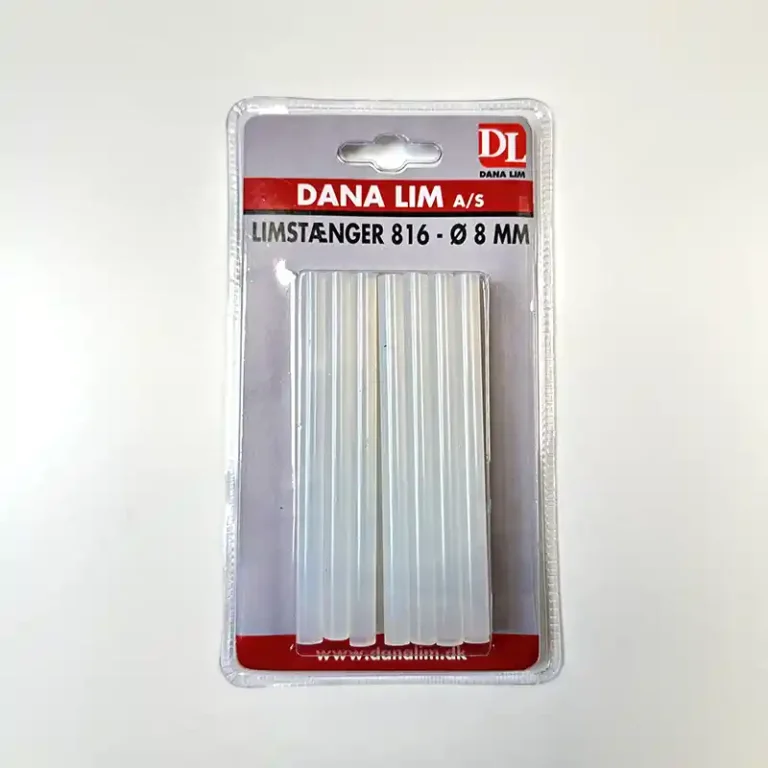 DL
DANA LIM
DANA LIM A/S
LIMSTÆNGER 816 - Ø 8 MM
www.danalim.dk